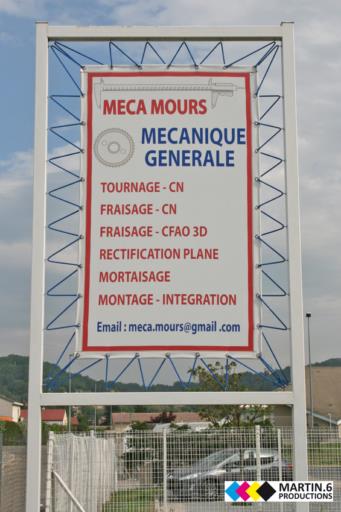 MECA MOURS
MECANIQUE
GENERALE
TOURNAGE - CN
FRAISAGE - CN
FRAISAGE - CFAO 3D
RECTIFICATION PLANE
MORTAISAGE
MONTAGE - INTEGRATION
Email : meca.mours@gmail .com
MARTIN.6
PRODUCTIONS